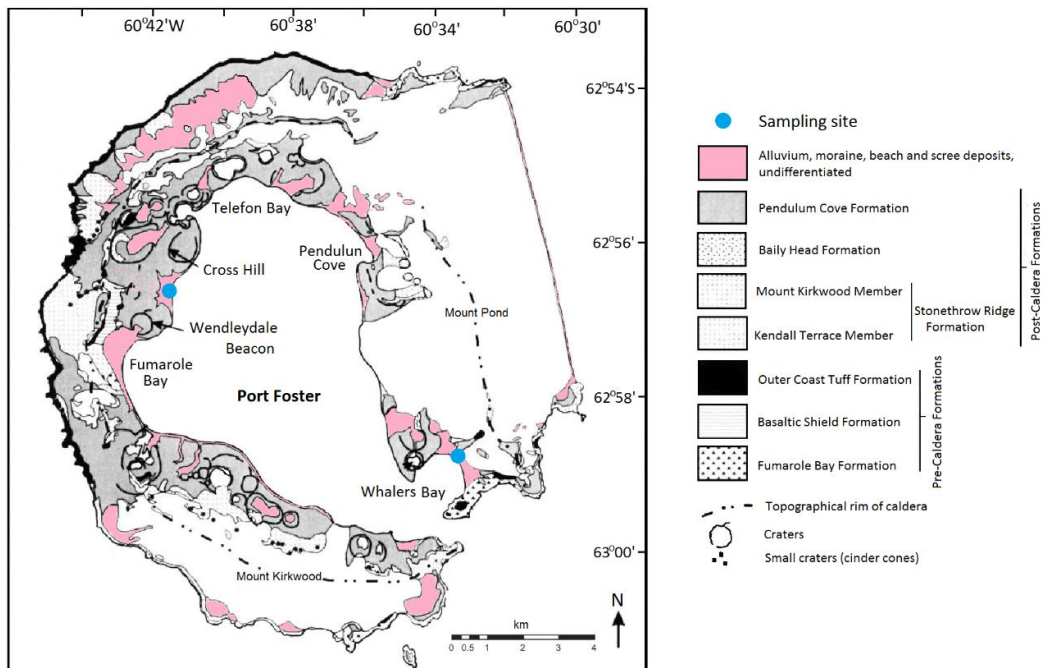 60°42'W
60°38'
60°34'
60°30'
62°54'S
62°56'
62°58'
63°00'
Telefon Bay
Pendulun
Cove
Cross Hill
Mount Pond
Wendleydale
Beacon
Fumarole
Bay
Port Foster
Whalers Bay
Mount Kirkwood
km
0 0.5 1 2 3 4
N
Sampling site
Alluvium, moraine, beach and scree deposits,
undifferentiated
Pendulum Cove Formation
Baily Head Formation
Mount Kirkwood Member
Kendall Terrace Member
Stonethrow Ridge
Formation
Post-Caldera Formations
Outer Coast Tuff Formation
Basaltic Shield Formation
Fumarole Bay Formation
Pre-Caldera Formations
Topographical rim of caldera
Craters
Small craters (cinder cones)